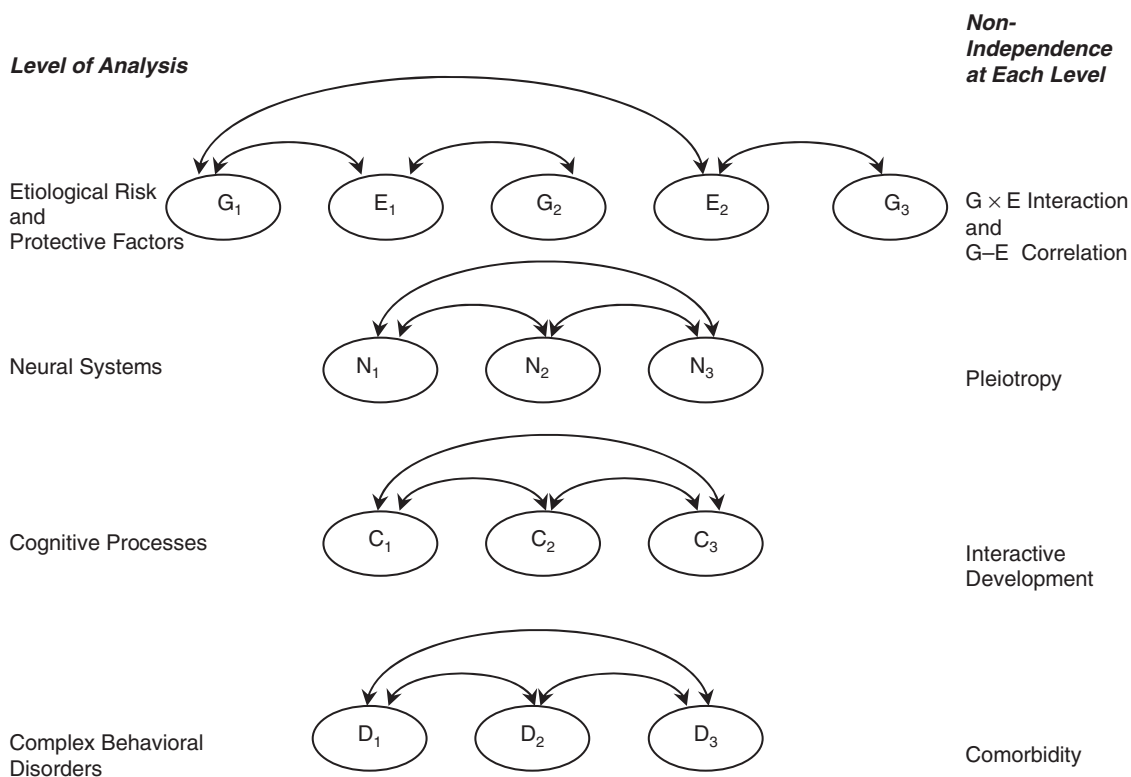 Level of Analysis
Non-
Independence
at Each Level
Etiological Risk
and
Protective Factors
G₁
E₁
G₂
E₂
G₃
G × E Interaction
and
G–E Correlation
Neural Systems
N₁
N₂
N₃
Pleiotropy
Cognitive Processes
C₁
C₂
C₃
Interactive
Development
Complex Behavioral
Disorders
D₁
D₂
D₃
Comorbidity